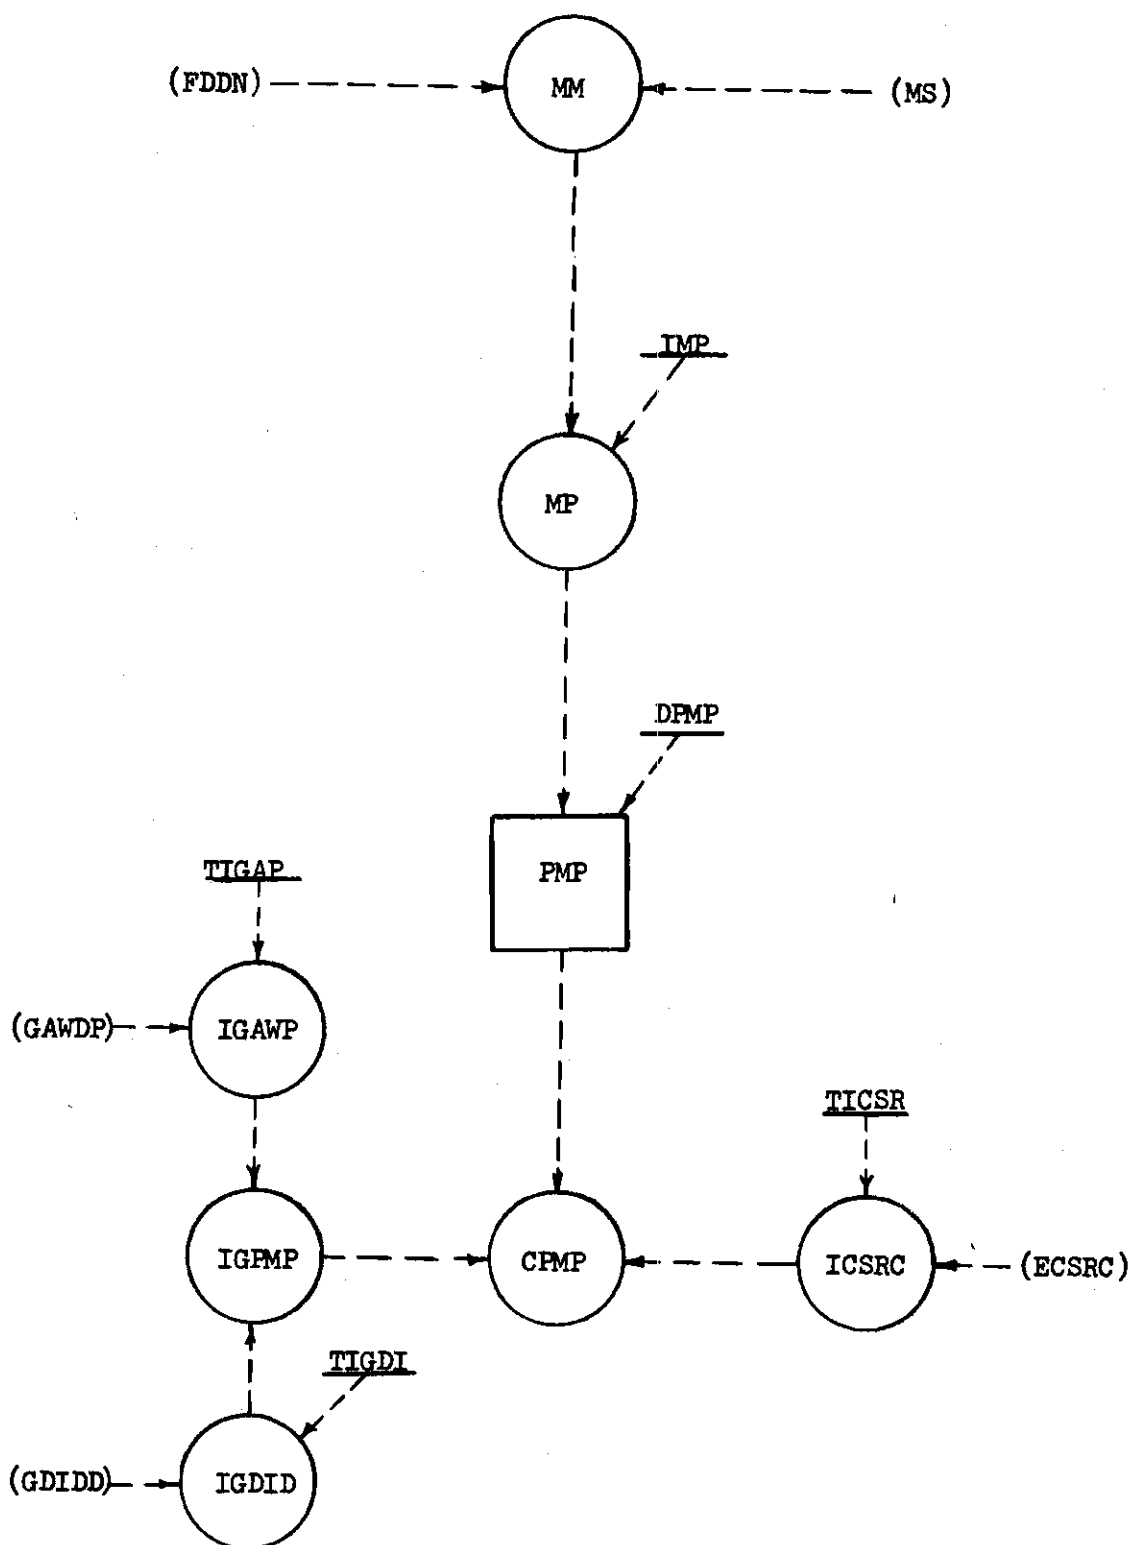 (FDDN)
MM
(MS)
IMP
MP
DPMP
PMP
TIGAP
(GAWDP)
IGAWP
TICSR
IGPMP
CPMP
ICSRC
(ECSRC)
TIGDI
(GDIDD)
IGDID